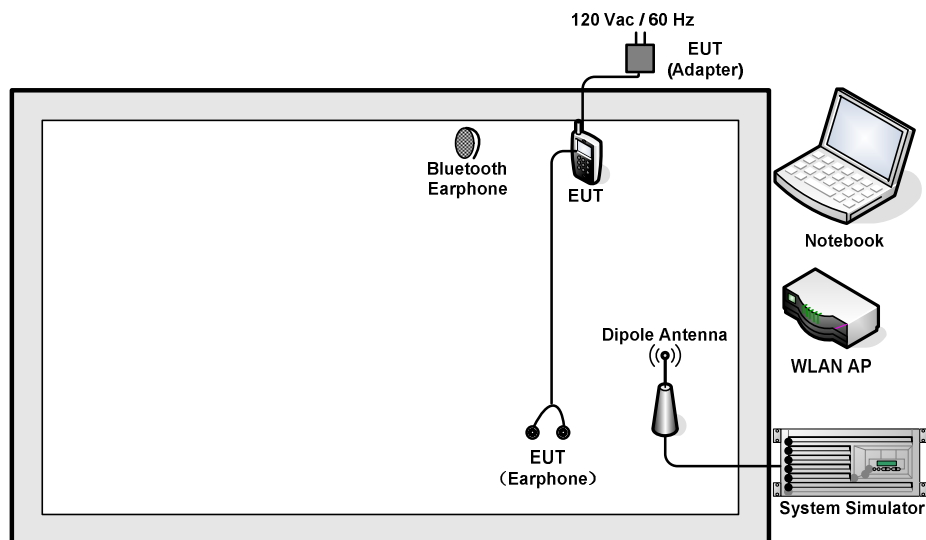 120 Vac / 60 Hz
EUT
(Adapter)
Bluetooth
Earphone
EUT
Notebook
Dipole Antenna
WLAN AP
EUT
（Earphone）
System Simulator